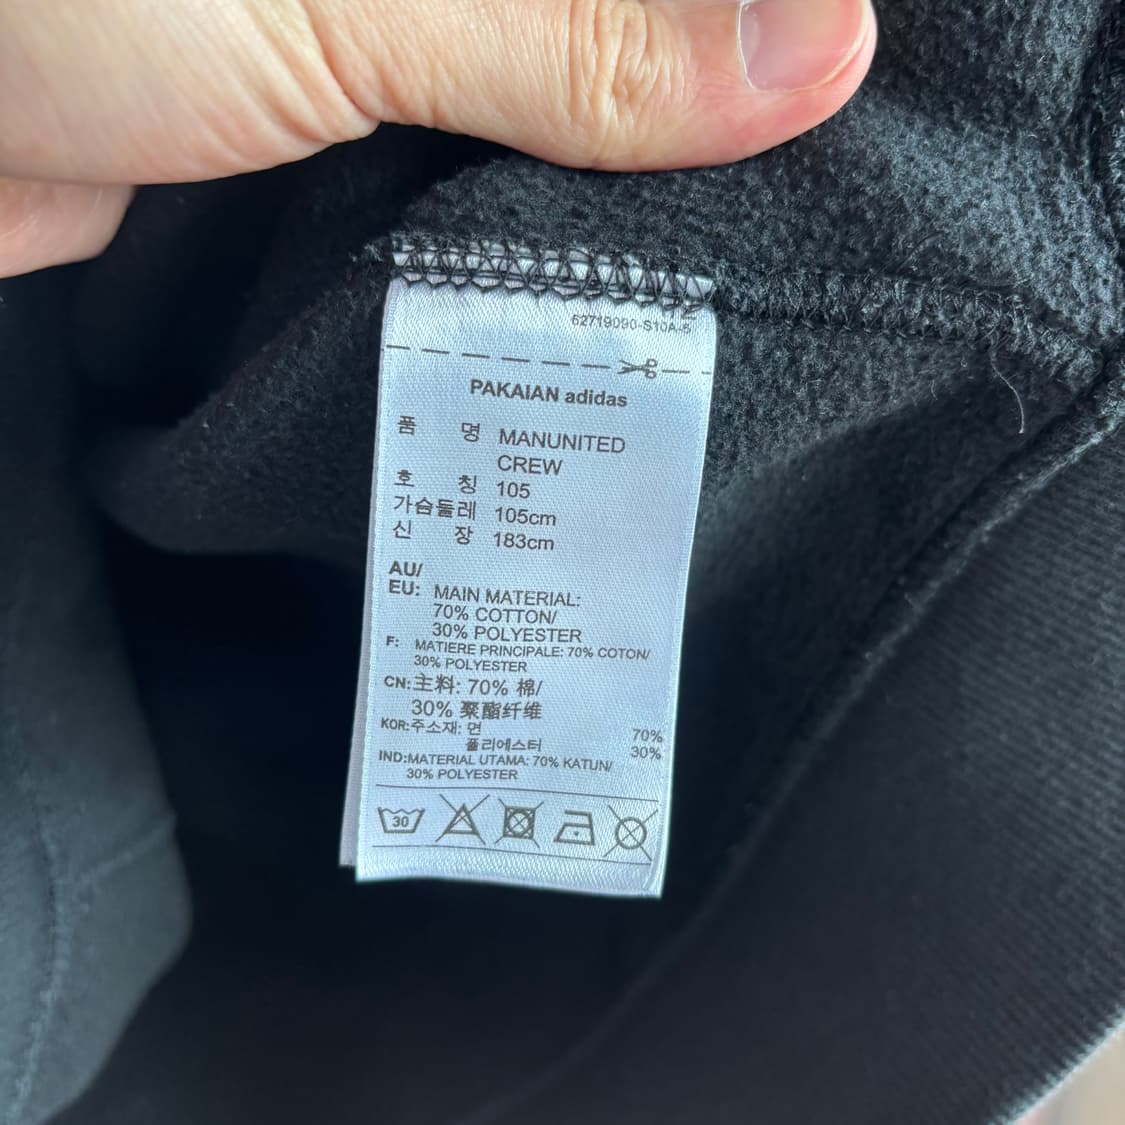 62719090-S10A-5
PAKAIAN adidas
품 명 MANUNITED
CREW
호 칭 105
가슴둘레 105cm
신 장 183cm
AU/
EU: MAIN MATERIAL:
70% COTTON/
30% POLYESTER
F: MATIERE PRINCIPALE: 70% COTON/
30% POLYESTER
CN:主料: 70% 棉/
30% 聚酯纤维
KOR:주소재: 면 70%
폴리에스터 30%
IND:MATERIAL UTAMA: 70% KATUN/
30% POLYESTER
30